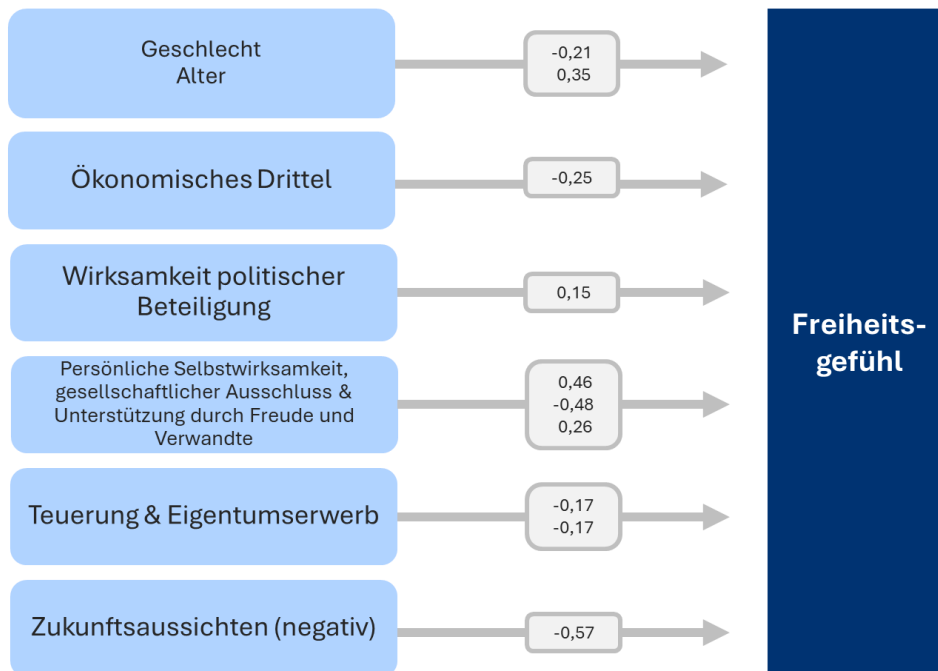 Geschlecht
Alter
-0,21
0,35
Ökonomisches Drittel
-0,25
Wirksamkeit politischer
Beteiligung
0,15
Persönliche Selbstwirksamkeit,
gesellschaftlicher Ausschluss &
Unterstützung durch Freude und
Verwandte
0,46
-0,48
0,26
Teuerung & Eigentumserwerb
-0,17
-0,17
Zukunftsaussichten (negativ)
-0,57
Freiheits-
gefühl